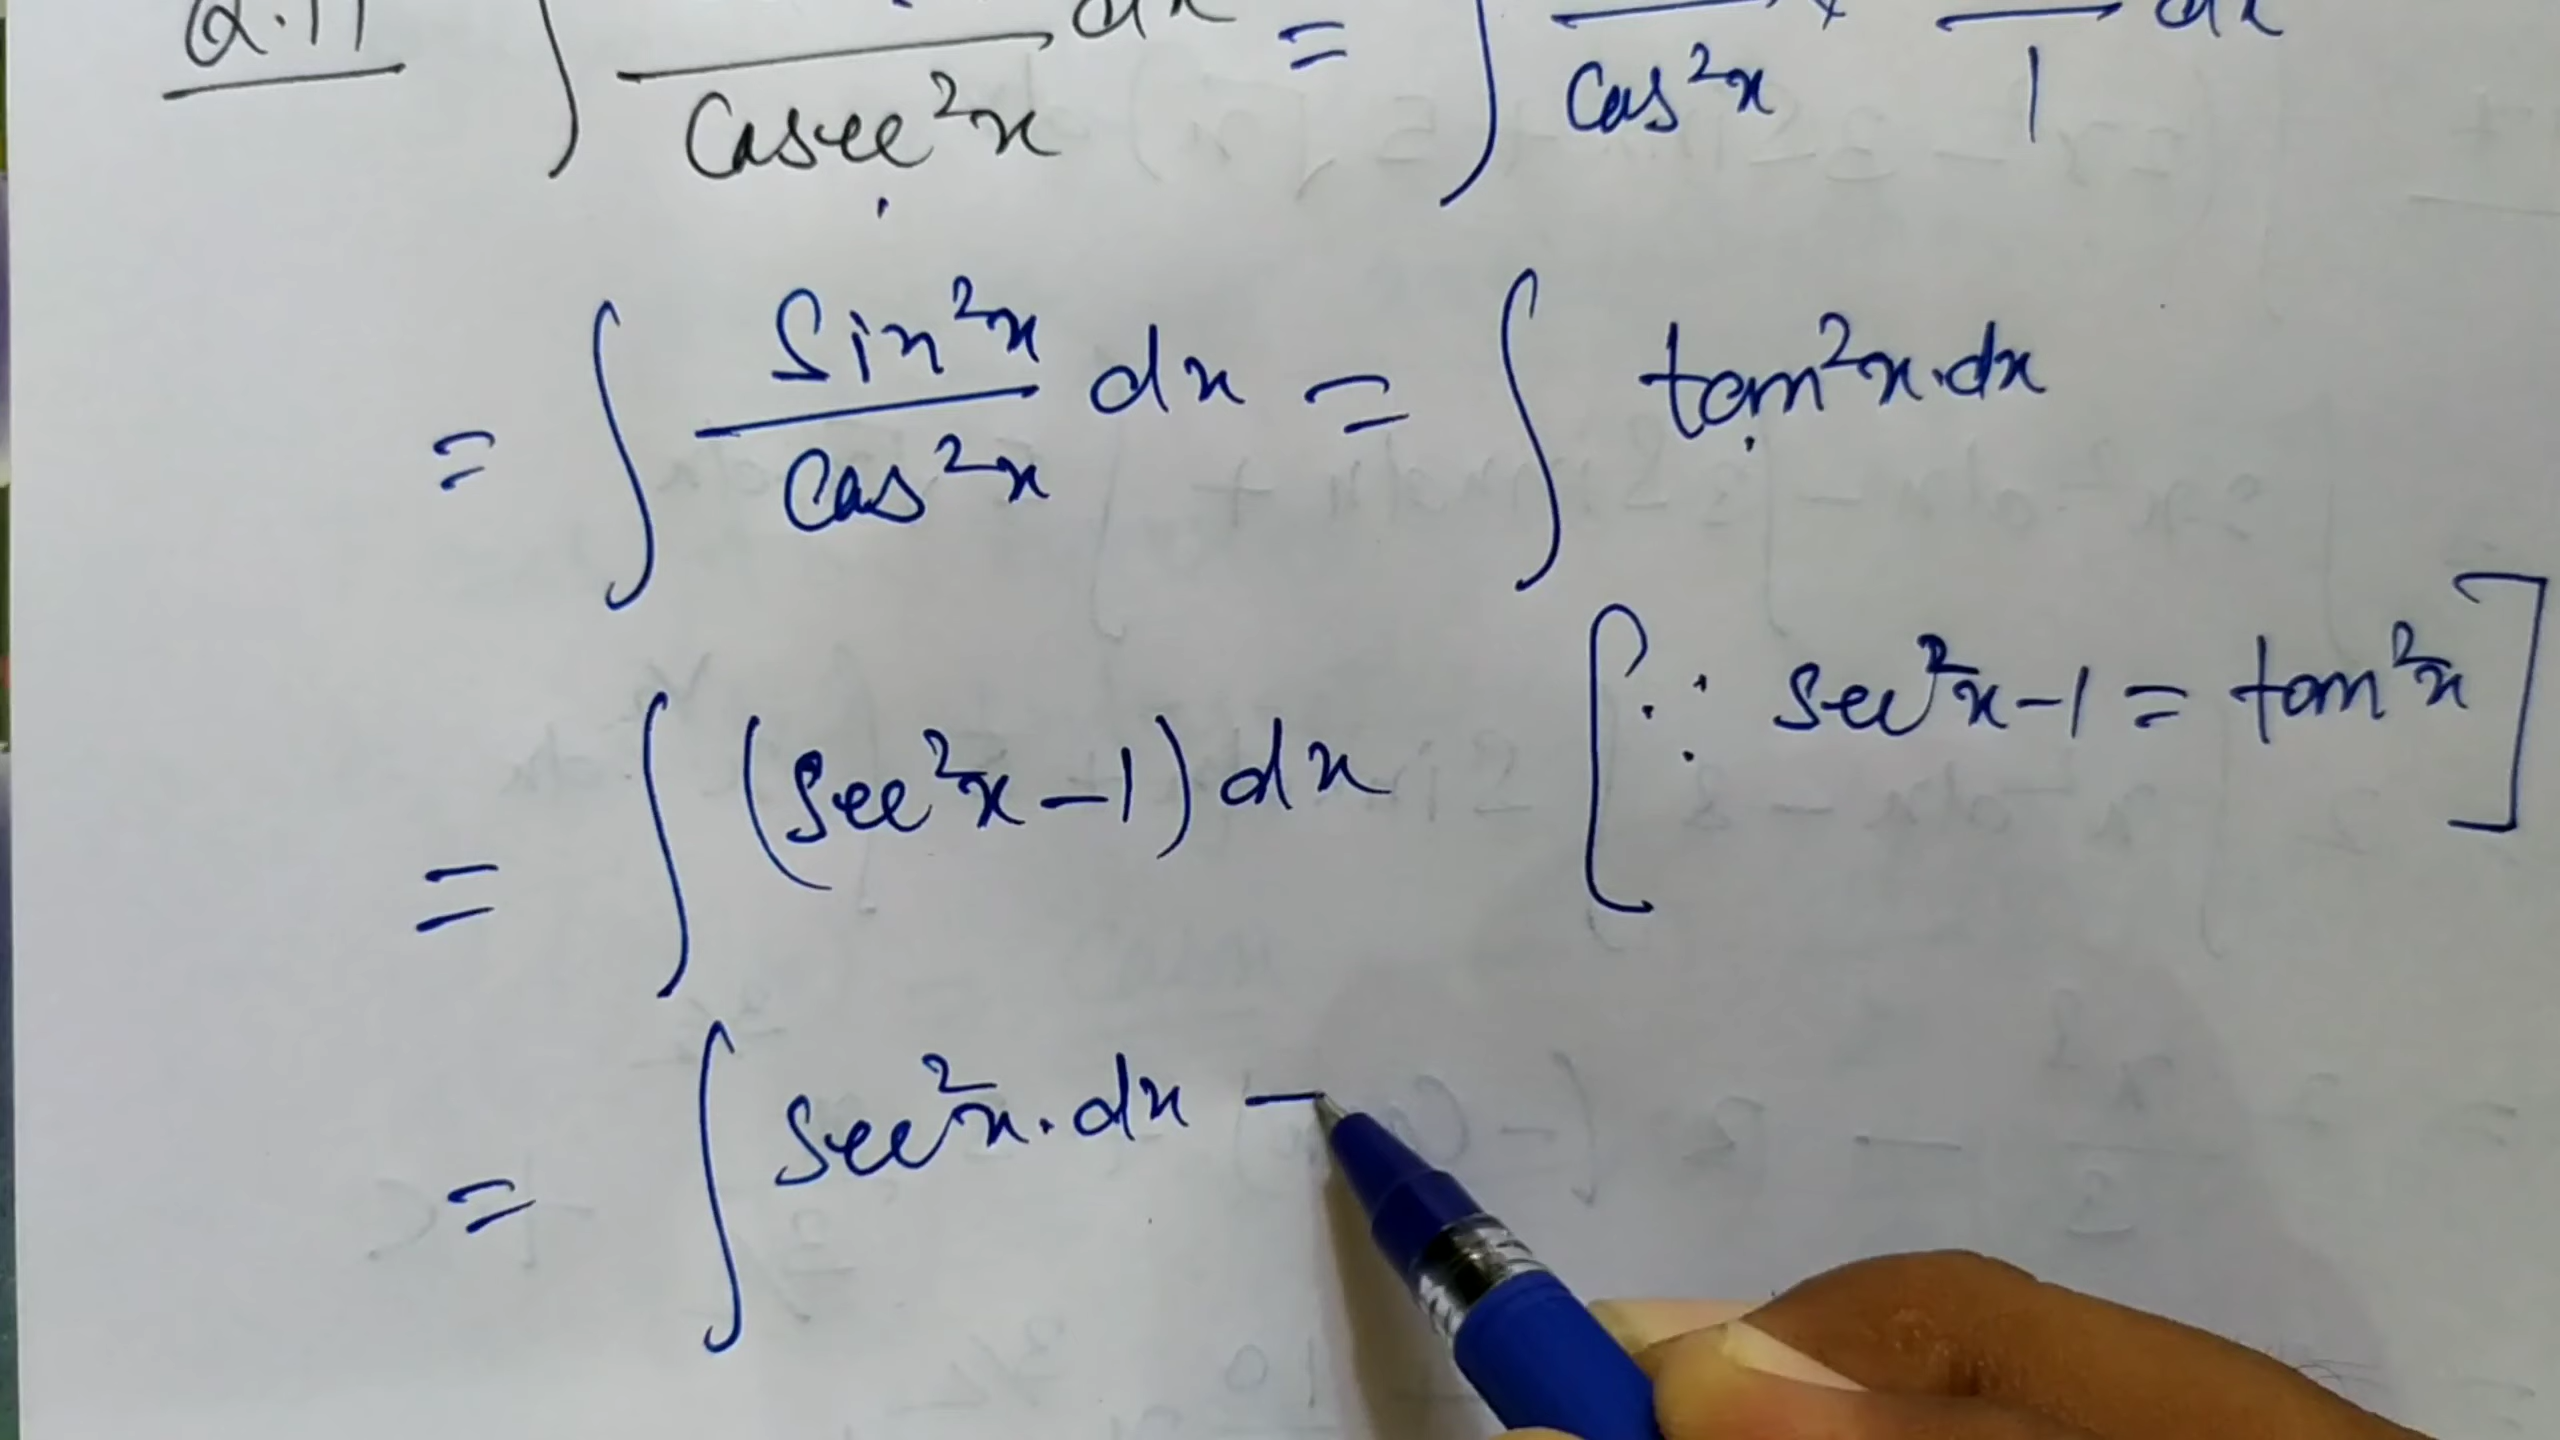 Q.11 ∫ /Cosec²x dx = ∫ /Cos²x × /1 dx
= ∫ Sin²x/Cos²x dx = ∫ tan²x.dx
= ∫ (Sec²x-1) dx [∵ Sec²x-1 = tan²x]
= ∫ Sec²x.dx -